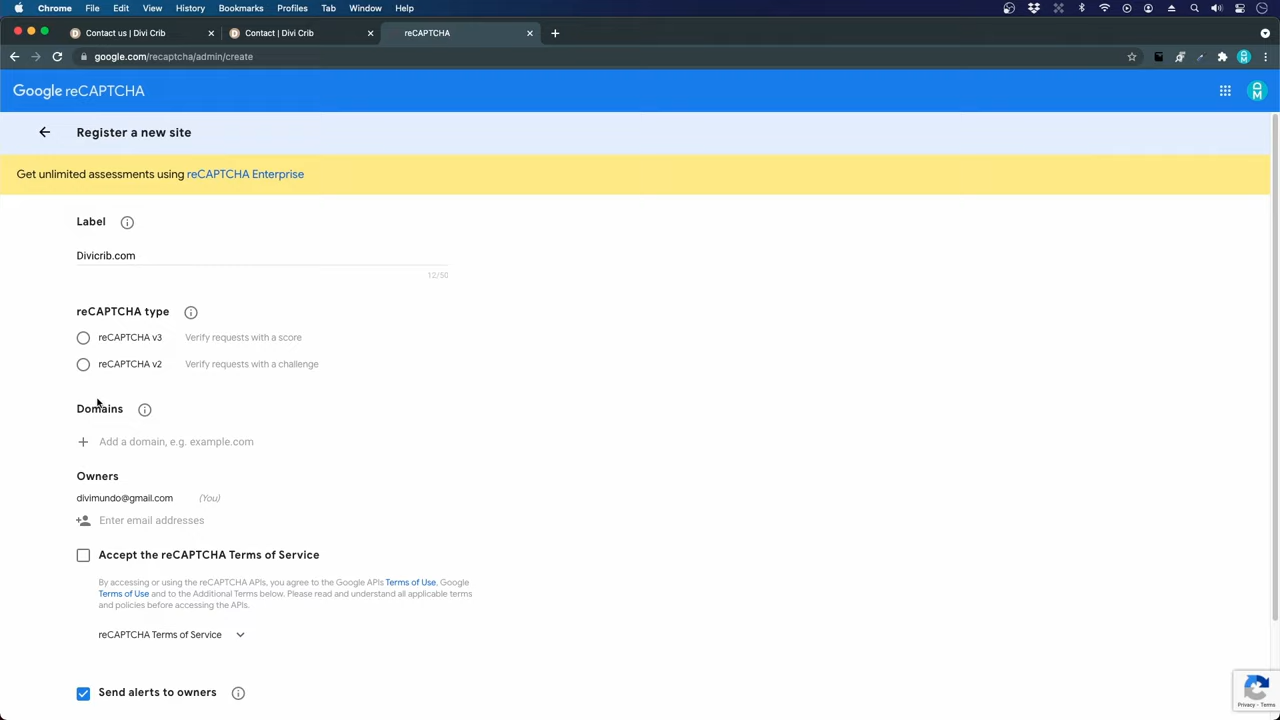 Chrome File Edit View History Bookmarks Profiles Tab Window Help
Contact us | Divi Crib Contact | Divi Crib reCAPTCHA
google.com/recaptcha/admin/create
Google reCAPTCHA
DM
Register a new site
Get unlimited assessments using reCAPTCHA Enterprise
Label
Divicrib.com
12/50
reCAPTCHA type
reCAPTCHA v3 Verify requests with a score
reCAPTCHA v2 Verify requests with a challenge
Domains
Add a domain, e.g. example.com
Owners
divimundo@gmail.com (You)
Enter email addresses
Accept the reCAPTCHA Terms of Service
By accessing or using the reCAPTCHA APIs, you agree to the Google APIs Terms of Use, Google
Terms of Use and to the Additional Terms below. Please read and understand all applicable terms
and policies before accessing the APIs.
reCAPTCHA Terms of Service
Send alerts to owners
Privacy - Terms